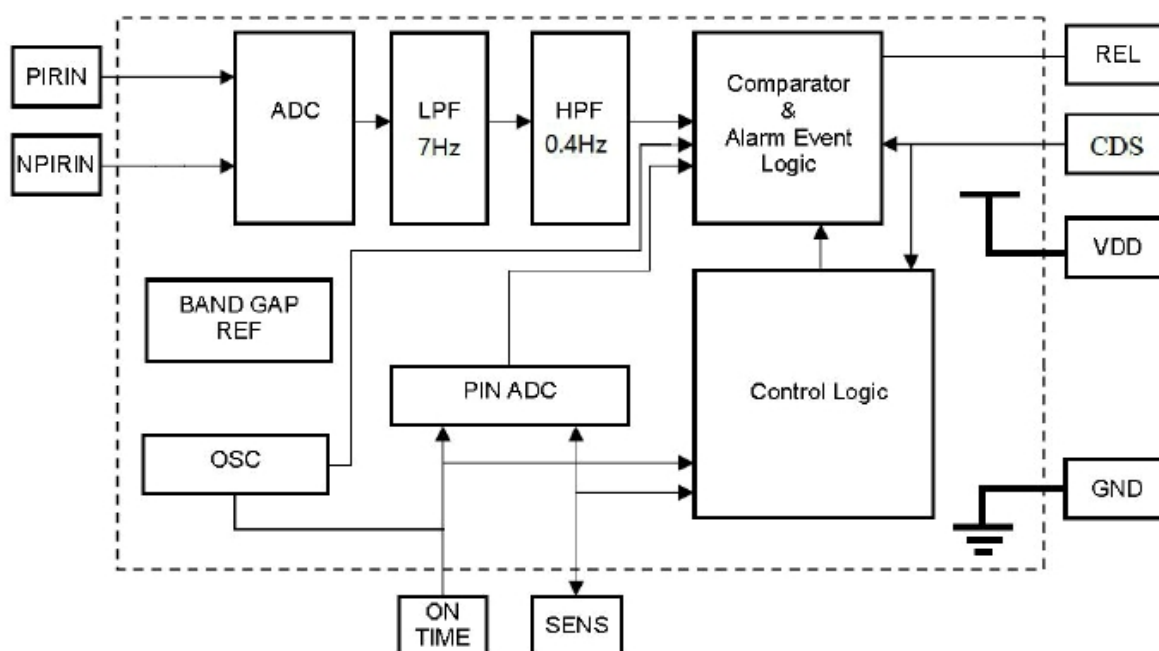 PIRIN
NPIRIN
ADC
LPF
7Hz
HPF
0.4Hz
Comparator
&
Alarm Event
Logic
REL
CDS
VDD
BAND GAP
REF
PIN ADC
Control Logic
OSC
GND
ON
TIME
SENS